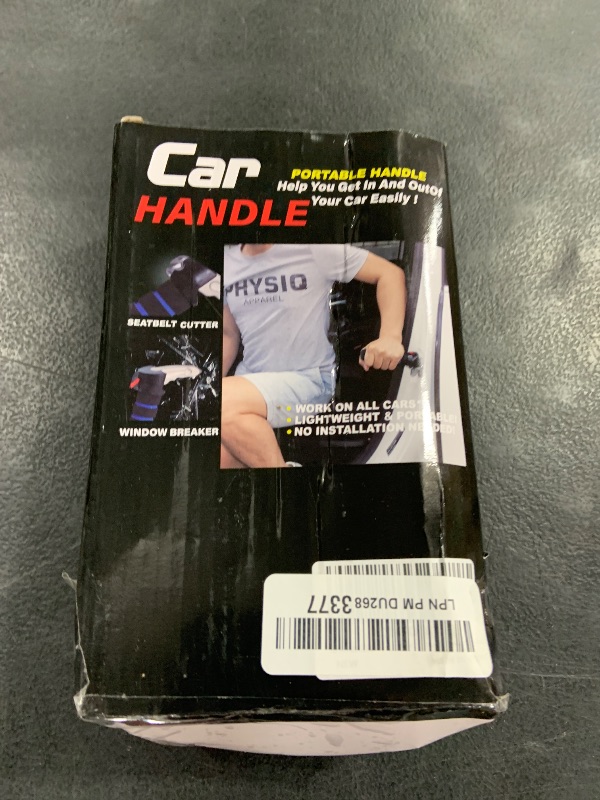 Car
HANDLE
PORTABLE HANDLE
Help You Get In And OutOf
Your Car Easily !
PHYSIQ
APPAREL
SEATBELT CUTTER
WINDOW BREAKER
• WORK ON ALL CARS
• LIGHTWEIGHT & PORTABLE
• NO INSTALLATION NEEDED
LPN PM DU268 3377